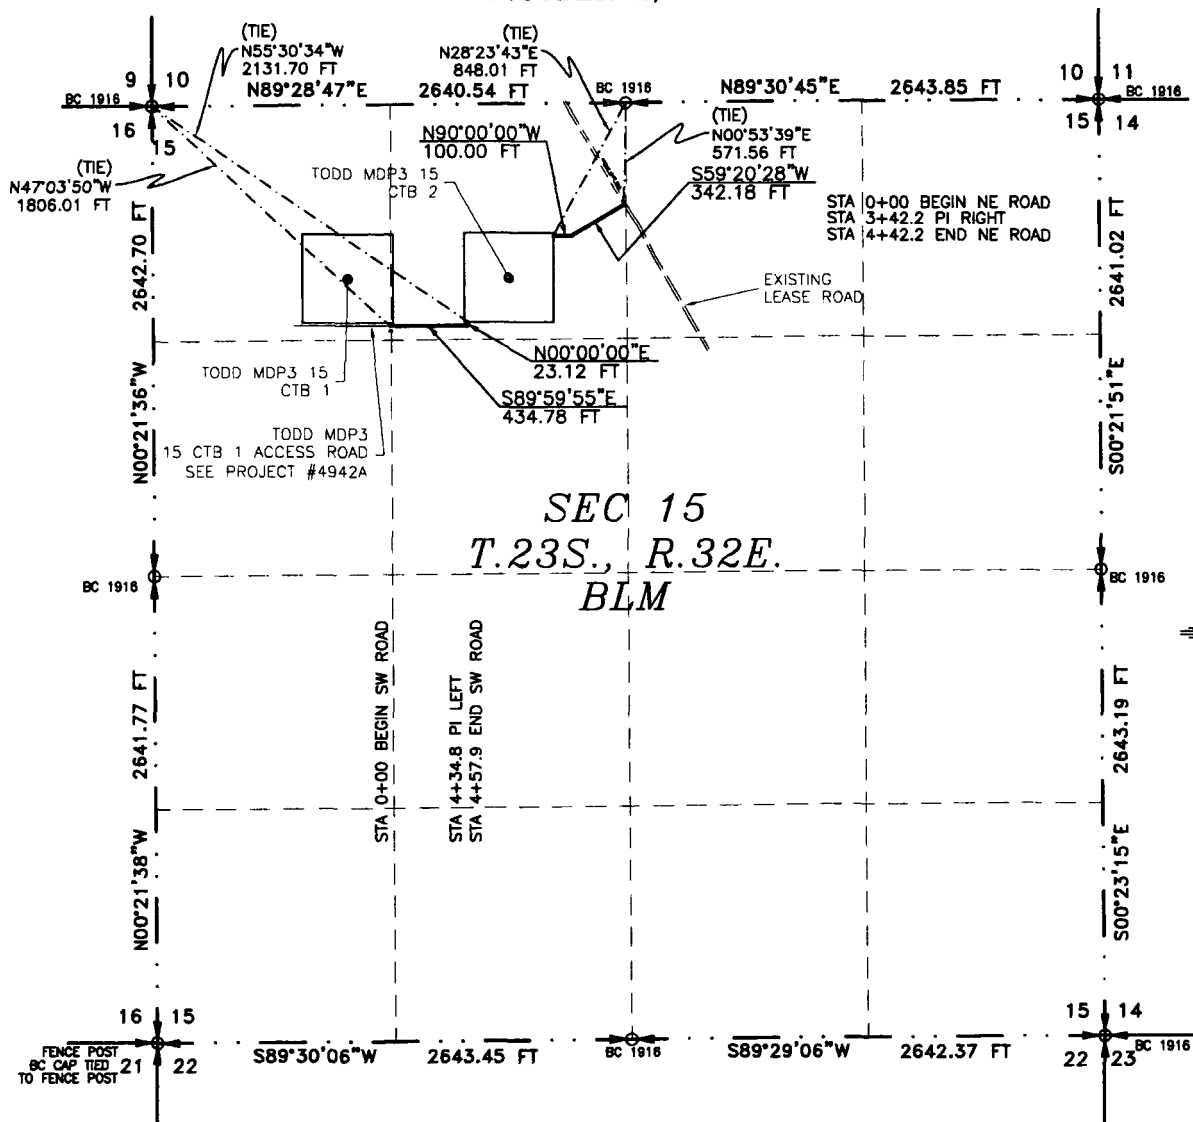 (TIE)
N55°30'34"W
2131.70 FT
(TIE)
N28°23'43"E
848.01 FT
9 10
10 11
BC 1916
N89°28'47"E 2640.54 FT
BC 1916
N89°30'45"E 2643.85 FT
BC 1916
16 15
15 14
(TIE)
N00°53'39"E
571.56 FT
N90°00'00"W
100.00 FT
(TIE)
N47°03'50"W
1806.01 FT
TODD MDP3 15
CTB 2
S59°20'28"W
342.18 FT
STA 0+00 BEGIN NE ROAD
STA 3+42.2 PI RIGHT
STA 4+42.2 END NE ROAD
EXISTING
LEASE ROAD
N00°21'36"W 2642.70 FT
S00°21'51"E 2641.02 FT
N00°00'00"E
23.12 FT
TODD MDP3 15
CTB 1
S89°59'55"E
434.78 FT
TODD MDP3
15 CTB 1 ACCESS ROAD
SEE PROJECT #4942A
SEC 15
T.23S., R.32E.
BLM
BC 1916
BC 1916
STA 0+00 BEGIN SW ROAD
STA 4+34.8 PI LEFT
STA 4+57.9 END SW ROAD
N00°21'38"W 2641.77 FT
S00°23'15"E 2643.19 FT
16 15
15 14
FENCE POST
BC CAP TIED
TO FENCE POST
21 22
S89°30'06"W 2643.45 FT
BC 1916
S89°29'06"W 2642.37 FT
22 23
BC 1916